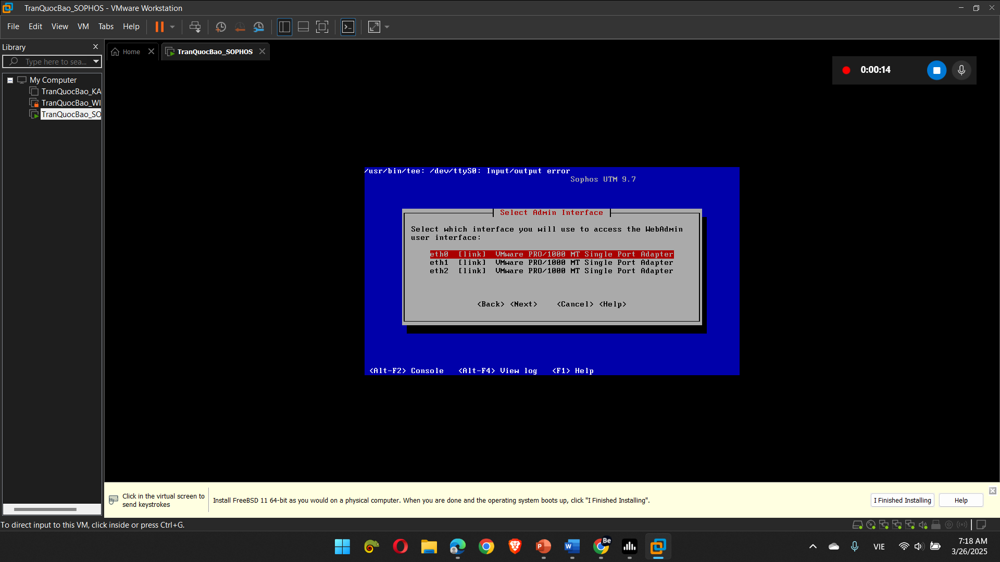 TranQuocBao_SOPHOS - VMware Workstation
File Edit View VM Tabs Help
Library
Type here to sea...
My Computer
TranQuocBao_KA
TranQuocBao_WI
TranQuocBao_SO
Home
TranQuocBao_SOPHOS
0:00:14
/usr/bin/tee: /dev/ttyS0: Input/output error
Sophos UTM 9.7
Select Admin Interface
Select which interface you will use to access the WebAdmin
user interface:
eth0 [link] VMware PRO/1000 MT Single Port Adapter
eth1 [link] VMware PRO/1000 MT Single Port Adapter
eth2 [link] VMware PRO/1000 MT Single Port Adapter
<Back> <Next> <Cancel> <Help>
<Alt-F2> Console <Alt-F4> View log <F1> Help
Click in the virtual screen to
send keystrokes
Install FreeBSD 11 64-bit as you would on a physical computer. When you are done and the operating system boots up, click "I Finished Installing".
I Finished Installing
Help
To direct input to this VM, click inside or press Ctrl+G.
P
W
Be
VIE
7:18 AM
3/26/2025